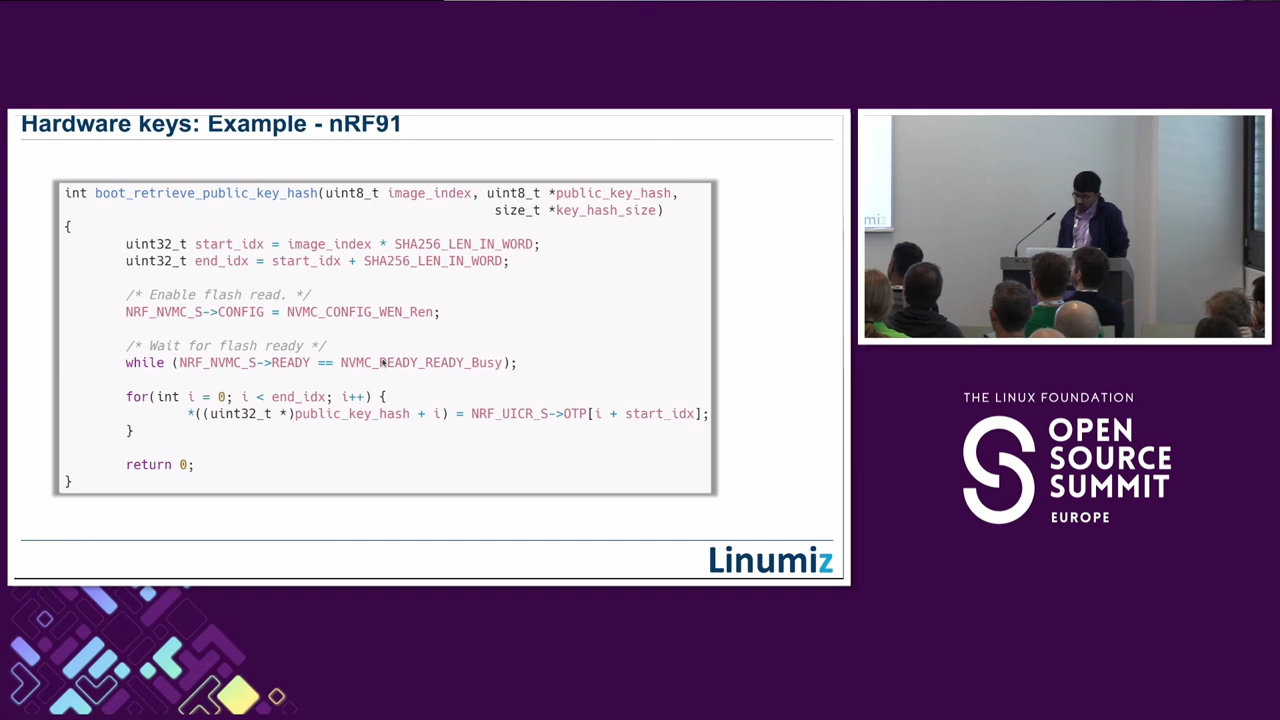 Hardware keys: Example - nRF91
int boot_retrieve_public_key_hash(uint8_t image_index, uint8_t *public_key_hash,
size_t *key_hash_size)
{
uint32_t start_idx = image_index * SHA256_LEN_IN_WORD;
uint32_t end_idx = start_idx + SHA256_LEN_IN_WORD;
/* Enable flash read. */
NRF_NVMC_S->CONFIG = NVMC_CONFIG_WEN_Ren;
/* Wait for flash ready */
while (NRF_NVMC_S->READY == NVMC_READY_READY_Busy);
for(int i = 0; i < end_idx; i++) {
*((uint32_t *)public_key_hash + i) = NRF_UICR_S->OTP[i + start_idx];
}
return 0;
}
Linumiz
miz
THE LINUX FOUNDATION
OPEN
SOURCE
SUMMIT
EUROPE